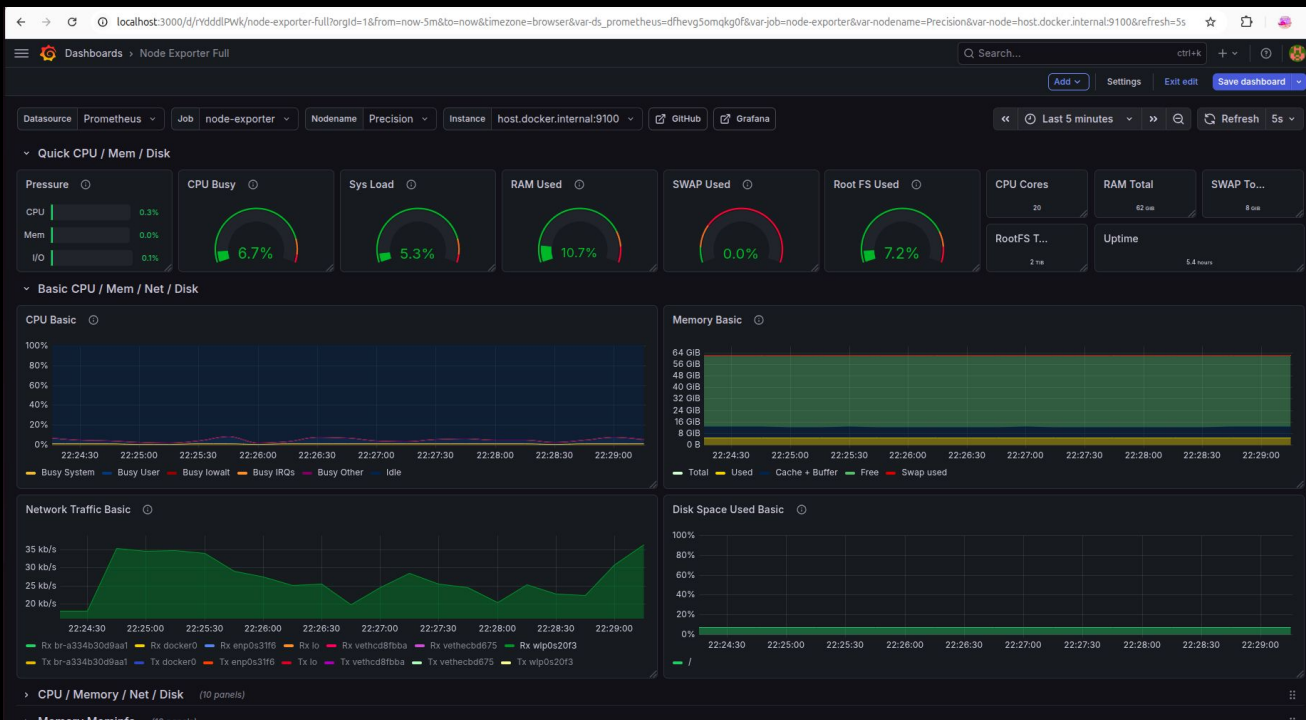 localhost:3000/d/rYdddlPWk/node-exporter-full?orgId=1&from=now-5m&to=now&timezone=browser&var-ds_prometheus=dfhevg5omqkg0f&var-job=node-exporter&var-nodename=Precision&var-node=host.docker.internal:9100&refresh=5s
Dashboards › Node Exporter Full
Search... ctrl+k
Add Settings Exit edit Save dashboard
Datasource Prometheus Job node-exporter Nodename Precision Instance host.docker.internal:9100 GitHub Grafana Last 5 minutes Refresh 5s
Quick CPU / Mem / Disk
Pressure CPU Busy Sys Load RAM Used SWAP Used Root FS Used CPU Cores RAM Total SWAP To...
CPU 0.3%
Mem 0.0%
I/O 0.1%
6.7% 5.3% 10.7% 0.0% 7.2%
20 62 GiB 8 GiB
RootFS T... Uptime
2 TiB 5.4 hours
Basic CPU / Mem / Net / Disk
CPU Basic
100%
80%
60%
40%
20%
0%
22:24:30 22:25:00 22:25:30 22:26:00 22:26:30 22:27:00 22:27:30 22:28:00 22:28:30 22:29:00
Busy System Busy User Busy Iowait Busy IRQs Busy Other Idle
Memory Basic
64 GiB
56 GiB
48 GiB
40 GiB
32 GiB
24 GiB
16 GiB
8 GiB
0 B
22:24:30 22:25:00 22:25:30 22:26:00 22:26:30 22:27:00 22:27:30 22:28:00 22:28:30 22:29:00
Total Used Cache + Buffer Free Swap used
Network Traffic Basic
35 kb/s
30 kb/s
25 kb/s
20 kb/s
22:24:30 22:25:00 22:25:30 22:26:00 22:26:30 22:27:00 22:27:30 22:28:00 22:28:30 22:29:00
Rx br-a334b30d9aa1 Rx docker0 Rx enp0s31f6 Rx lo Rx vethcd8fbba Rx vethecbd675 Rx wlp0s20f3
Tx br-a334b30d9aa1 Tx docker0 Tx enp0s31f6 Tx lo Tx vethcd8fbba Tx vethecbd675 Tx wlp0s20f3
Disk Space Used Basic
100%
80%
60%
40%
20%
0%
22:24:30 22:25:00 22:25:30 22:26:00 22:26:30 22:27:00 22:27:30 22:28:00 22:28:30 22:29:00
/
CPU / Memory / Net / Disk (10 panels)
Memory Meminfo